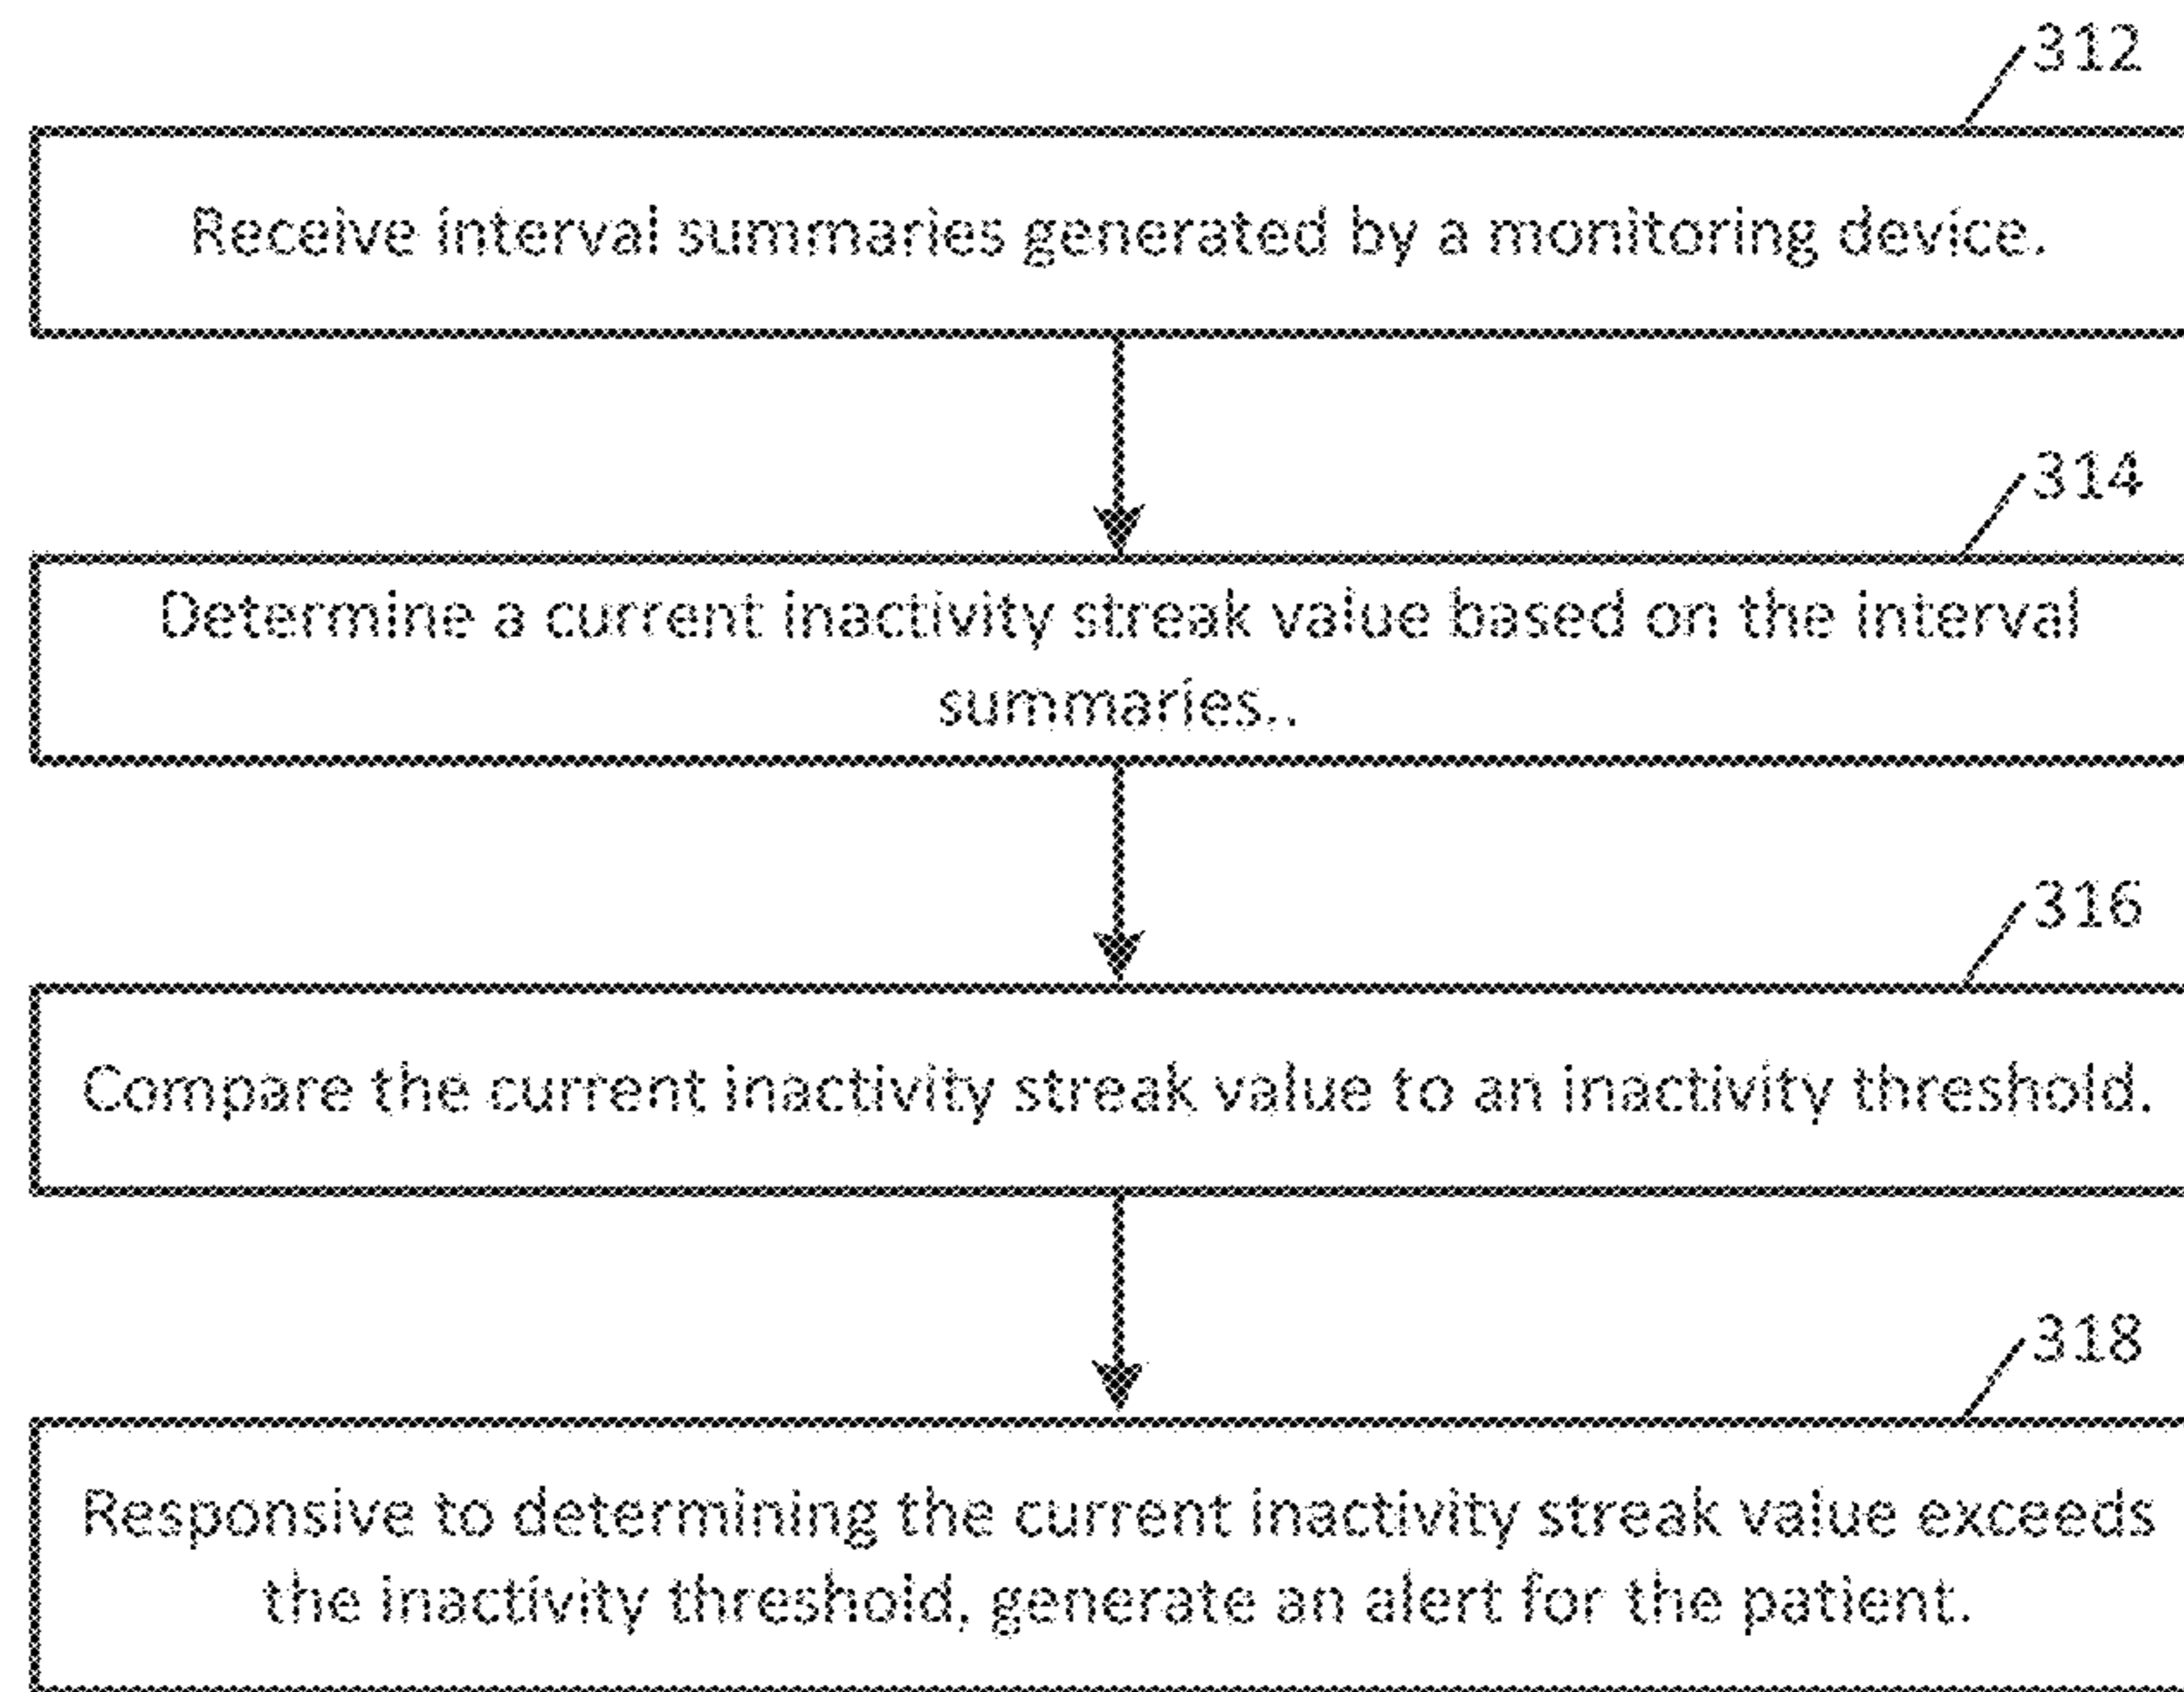 312
Receive interval summaries generated by a monitoring device.
314
Determine a current inactivity streak value based on the interval
summaries..
316
Compare the current inactivity streak value to an inactivity threshold.
318
Responsive to determining the current inactivity streak value exceeds
the inactivity threshold, generate an alert for the patient.